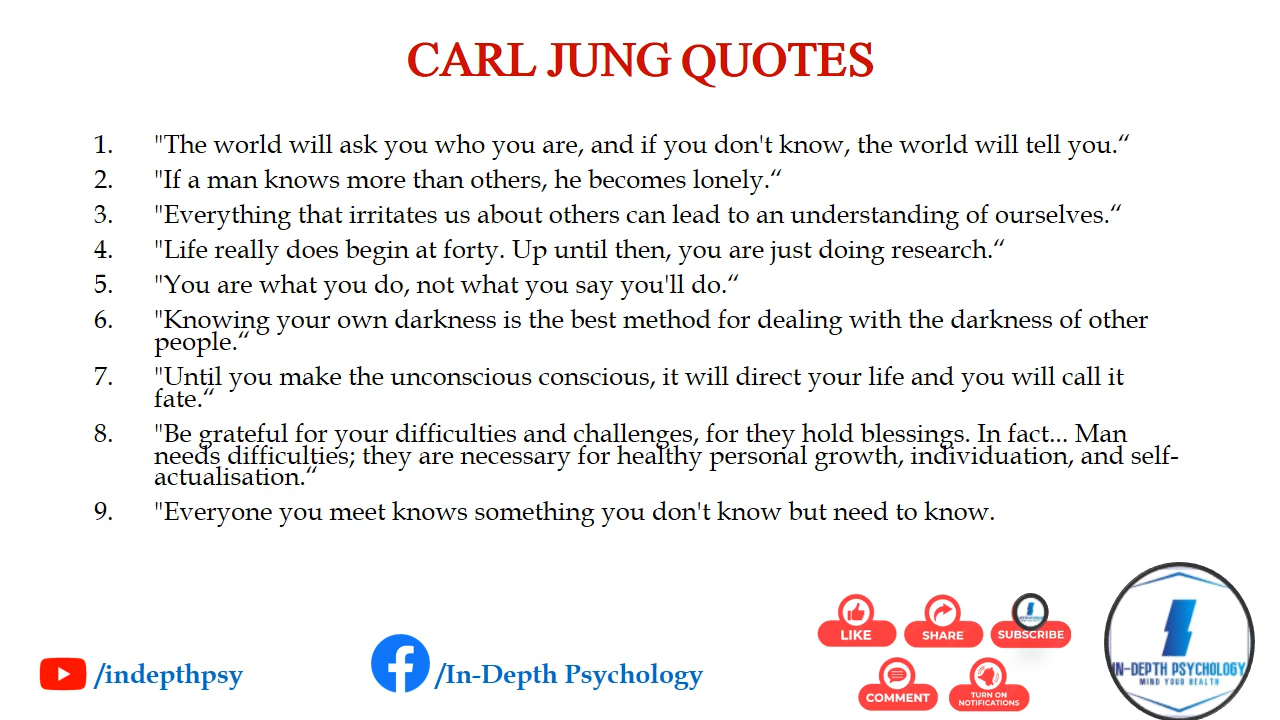 CARL JUNG QUOTES
1. "The world will ask you who you are, and if you don't know, the world will tell you.“
2. "If a man knows more than others, he becomes lonely.“
3. "Everything that irritates us about others can lead to an understanding of ourselves.“
4. "Life really does begin at forty. Up until then, you are just doing research.“
5. "You are what you do, not what you say you'll do.“
6. "Knowing your own darkness is the best method for dealing with the darkness of other
people.“
7. "Until you make the unconscious conscious, it will direct your life and you will call it
fate.“
8. "Be grateful for your difficulties and challenges, for they hold blessings. In fact... Man
needs difficulties; they are necessary for healthy personal growth, individuation, and self-
actualisation.“
9. "Everyone you meet knows something you don't know but need to know.
/indepthpsy
/In-Depth Psychology
LIKE
SHARE
SUBSCRIBE
COMMENT
TURN ON
NOTIFICATIONS
IN-DEPTH PSYCHOLOGY
MIND YOUR HEALTH